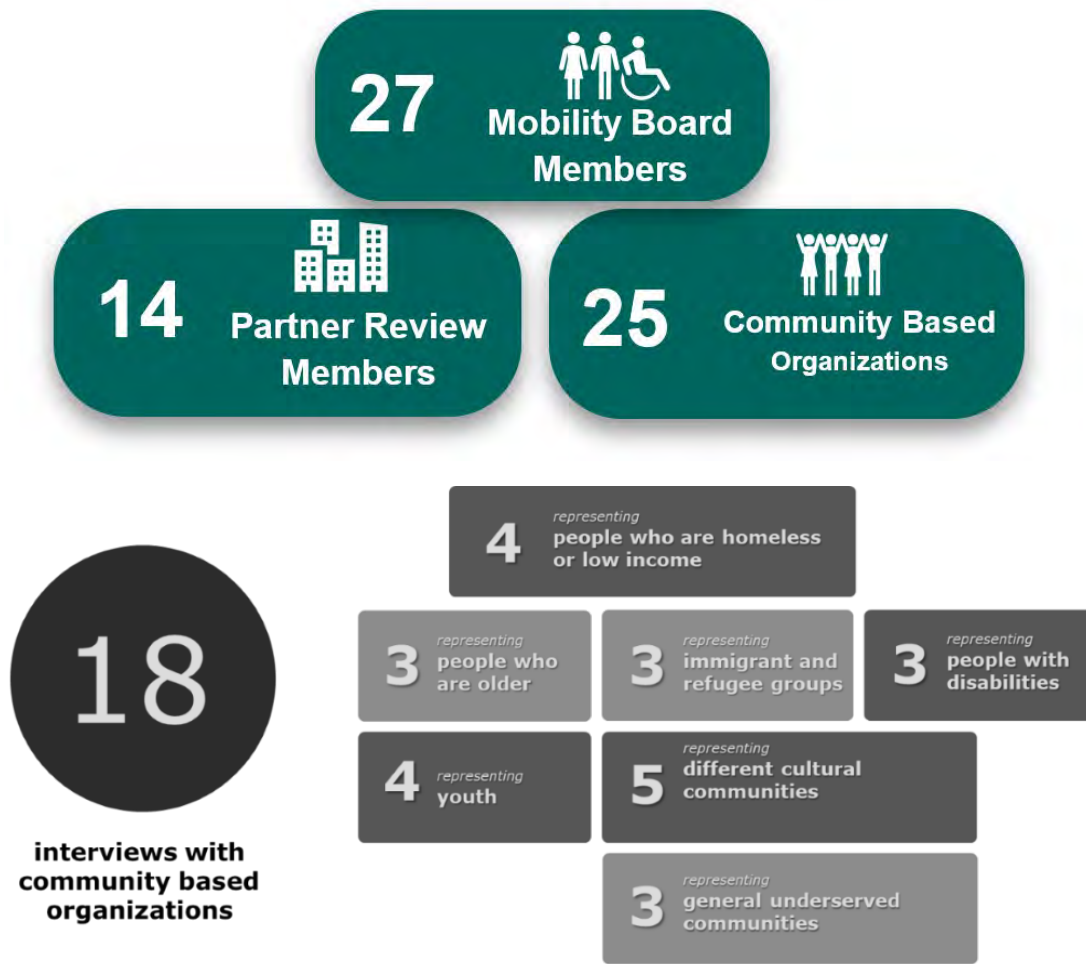 27
Mobility Board
Members
14
Partner Review
Members
25
Community Based
Organizations
18
interviews with
community based
organizations
4
representing
people who are homeless
or low income
3
representing
people who
are older
3
representing
immigrant and
refugee groups
3
representing
people with
disabilities
4
representing
youth
5
representing
different cultural
communities
3
representing
general underserved
communities